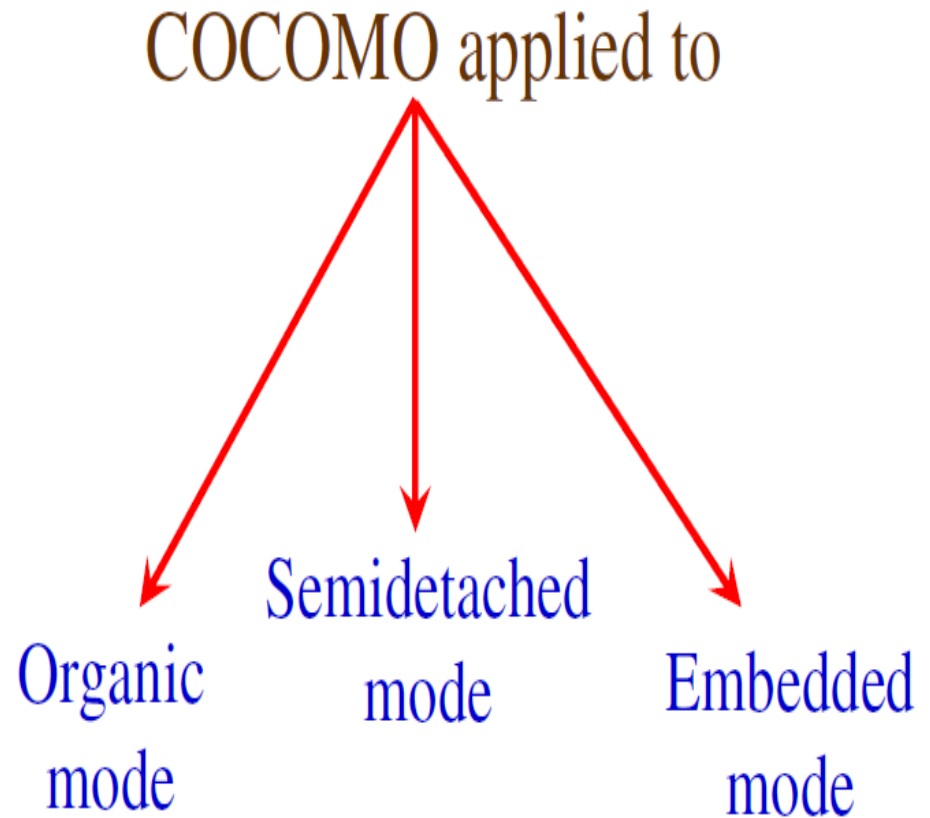 COCOMO applied to
Organic
mode
Semidetached
mode
Embedded
mode